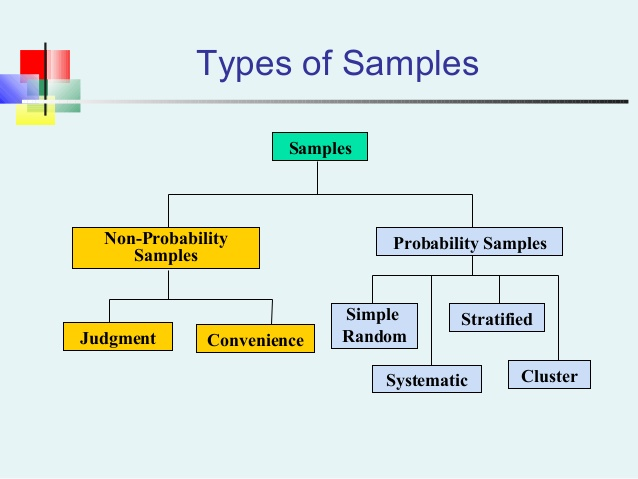 Types of Samples
Samples
Non-Probability
Samples
Probability Samples
Judgment
Convenience
Simple
Random
Stratified
Systematic
Cluster